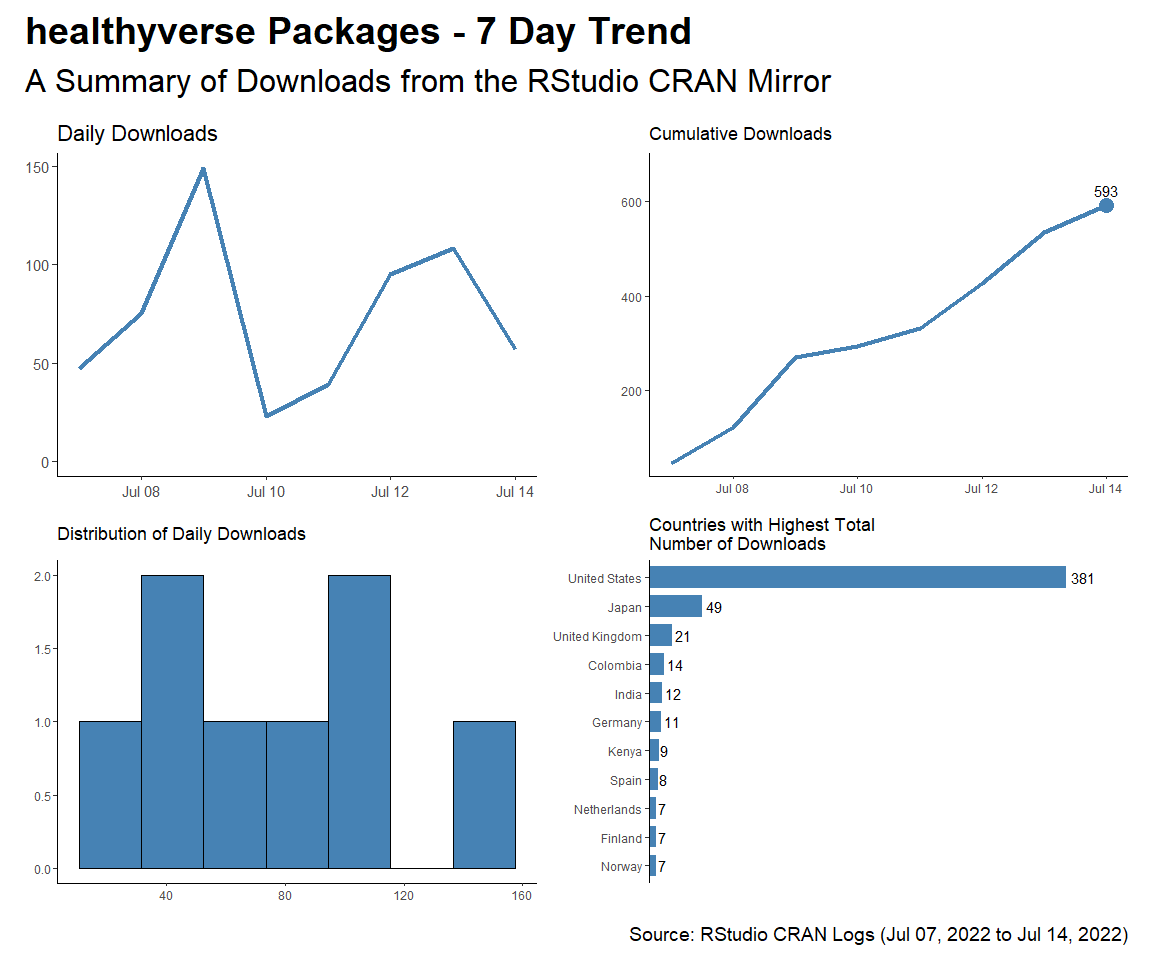 healthyverse Packages - 7 Day Trend
A Summary of Downloads from the RStudio CRAN Mirror
Daily Downloads
150
100
50
0
Jul 08 Jul 10 Jul 12 Jul 14
Cumulative Downloads
593
600
400
200
Jul 08 Jul 10 Jul 12 Jul 14
Distribution of Daily Downloads
2.0
1.5
1.0
0.5
0.0
40 80 120 160
Countries with Highest Total
Number of Downloads
United States 381
Japan 49
United Kingdom 21
Colombia 14
India 12
Germany 11
Kenya 9
Spain 8
Netherlands 7
Finland 7
Norway 7
Source: RStudio CRAN Logs (Jul 07, 2022 to Jul 14, 2022)